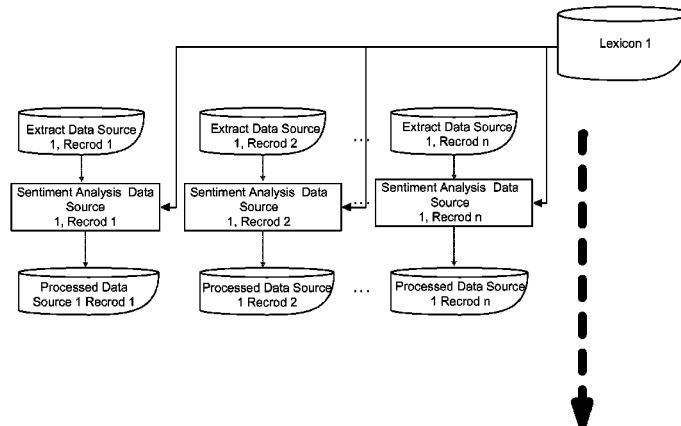 Lexicon 1
Extract Data Source
1, Recrod 1
Extract Data Source
1, Recrod 2
...
Extract Data Source
1, Recrod n
Sentiment Analysis Data
Source
1, Recrod 1
Sentiment Analysis Data
Source
1, Recrod 2
...
Sentiment Analysis Data
Source
1, Recrod n
Processed Data
Source 1 Recrod 1
Processed Data Source
1 Recrod 2
...
Processed Data Source
1 Recrod n